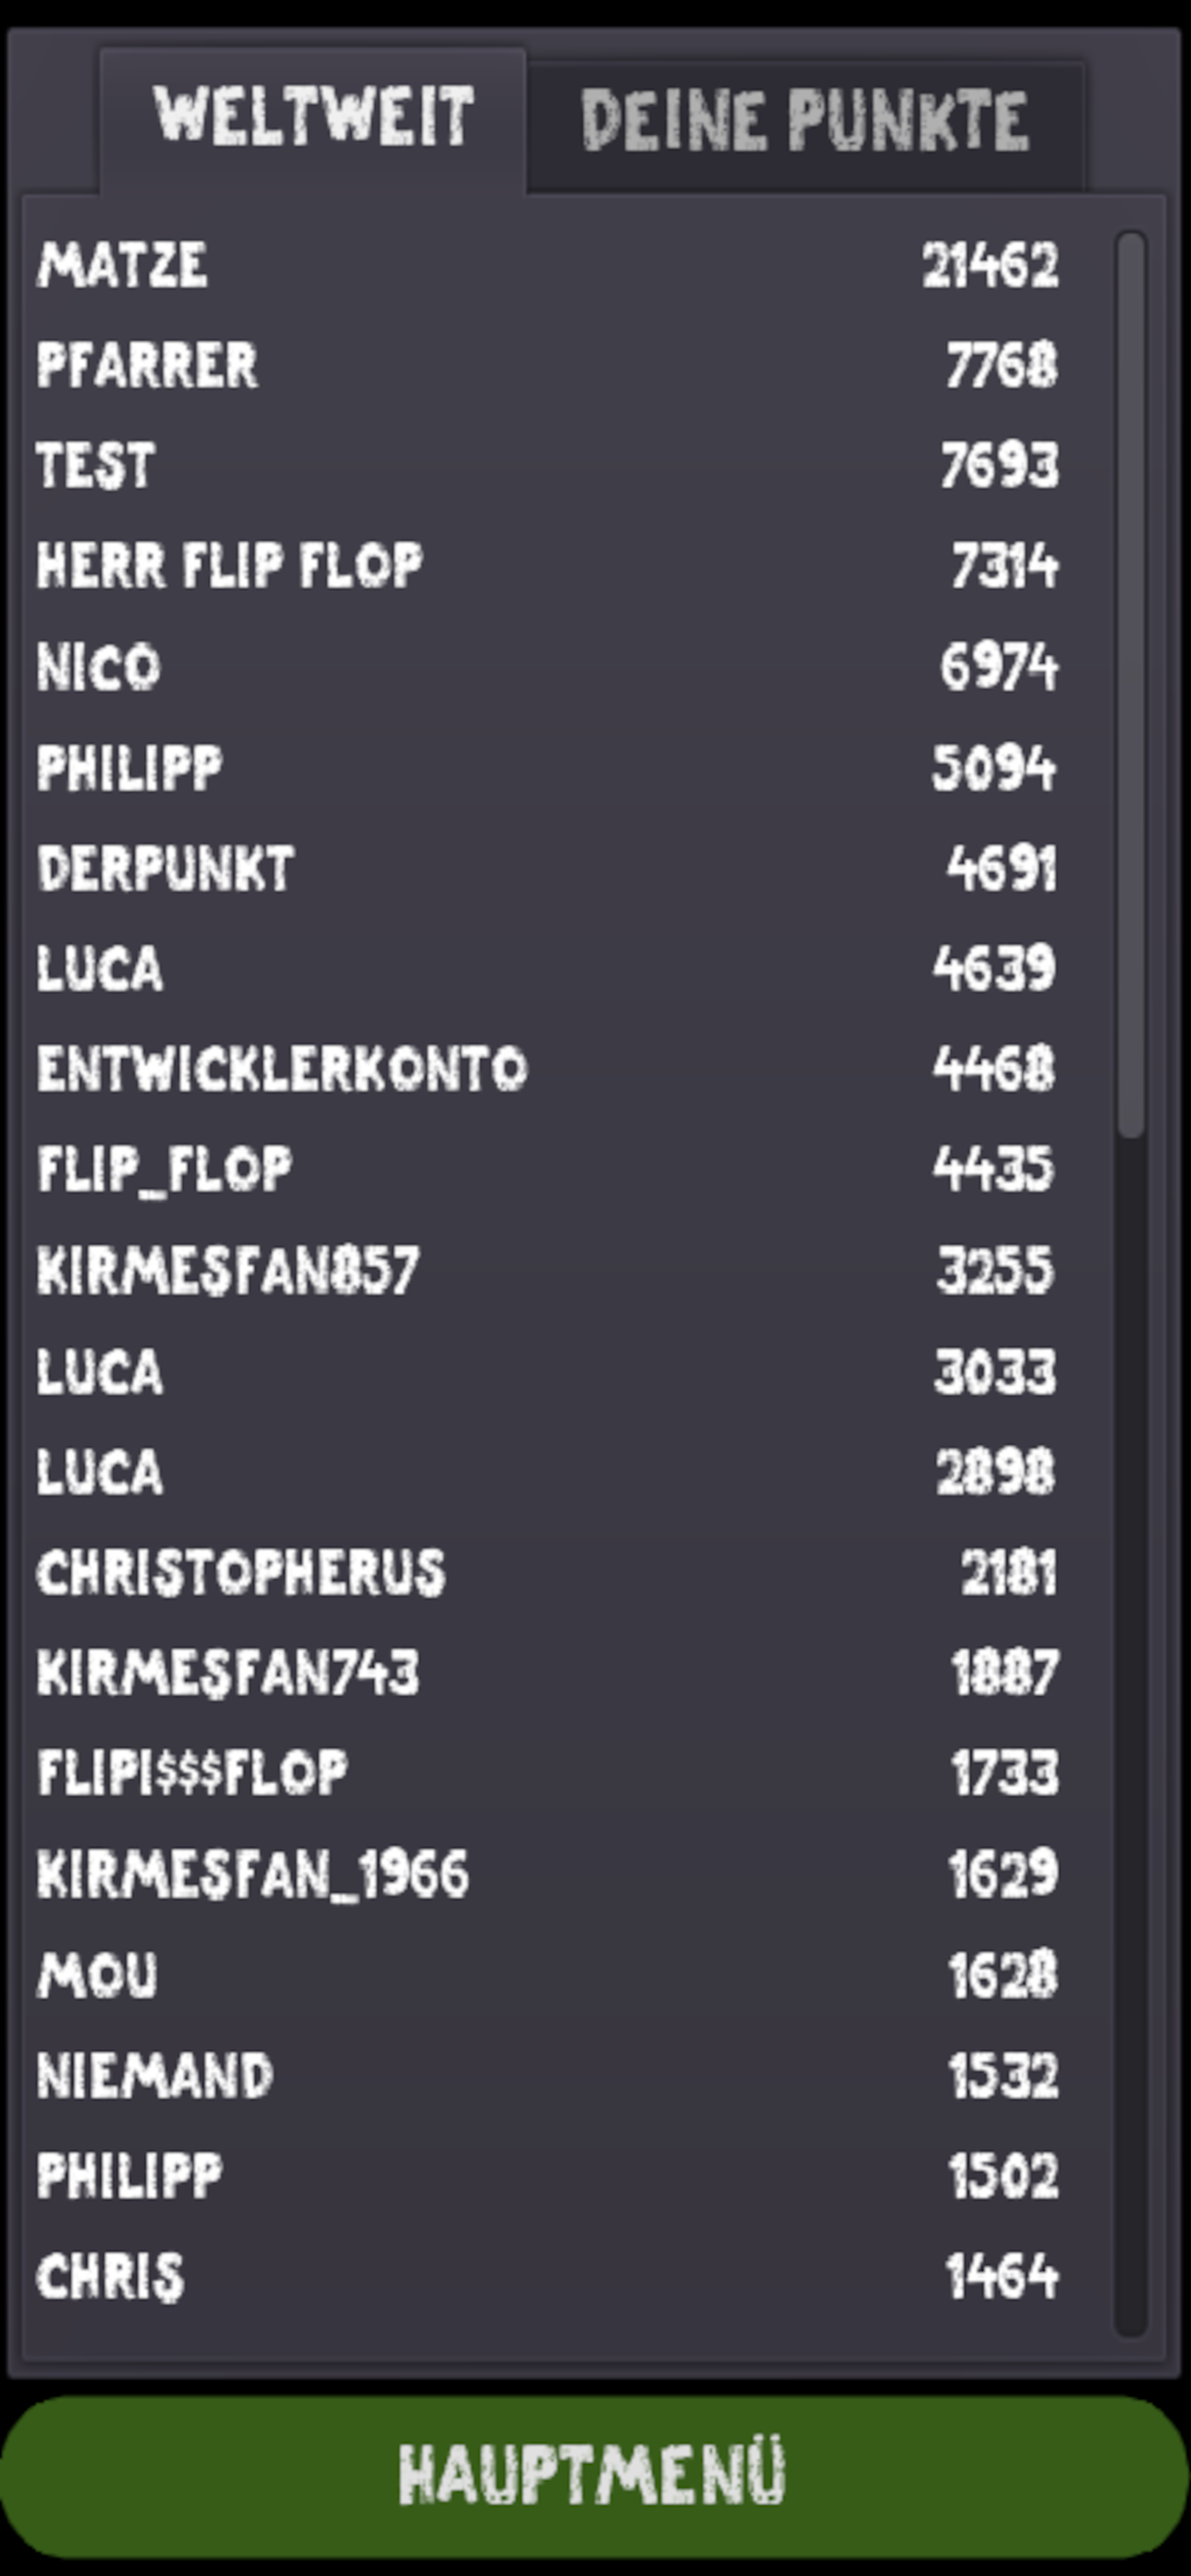 WELTWEIT DEINE PUNKTE
MATZE 21462
PFARRER 7768
TEST 7693
HERR FLIP FLOP 7314
NICO 6974
PHILIPP 5094
DERPUNKT 4691
LUCA 4639
ENTWICKLERKONTO 4468
FLIP_FLOP 4435
KIRMESFAN857 3255
LUCA 3033
LUCA 2898
CHRISTOPHERUS 2181
KIRMESFAN743 1887
FLIPI$$$FLOP 1733
KIRMESFAN_1966 1629
MOU 1628
NIEMAND 1532
PHILIPP 1502
CHRIS 1464
HAUPTMENÜ